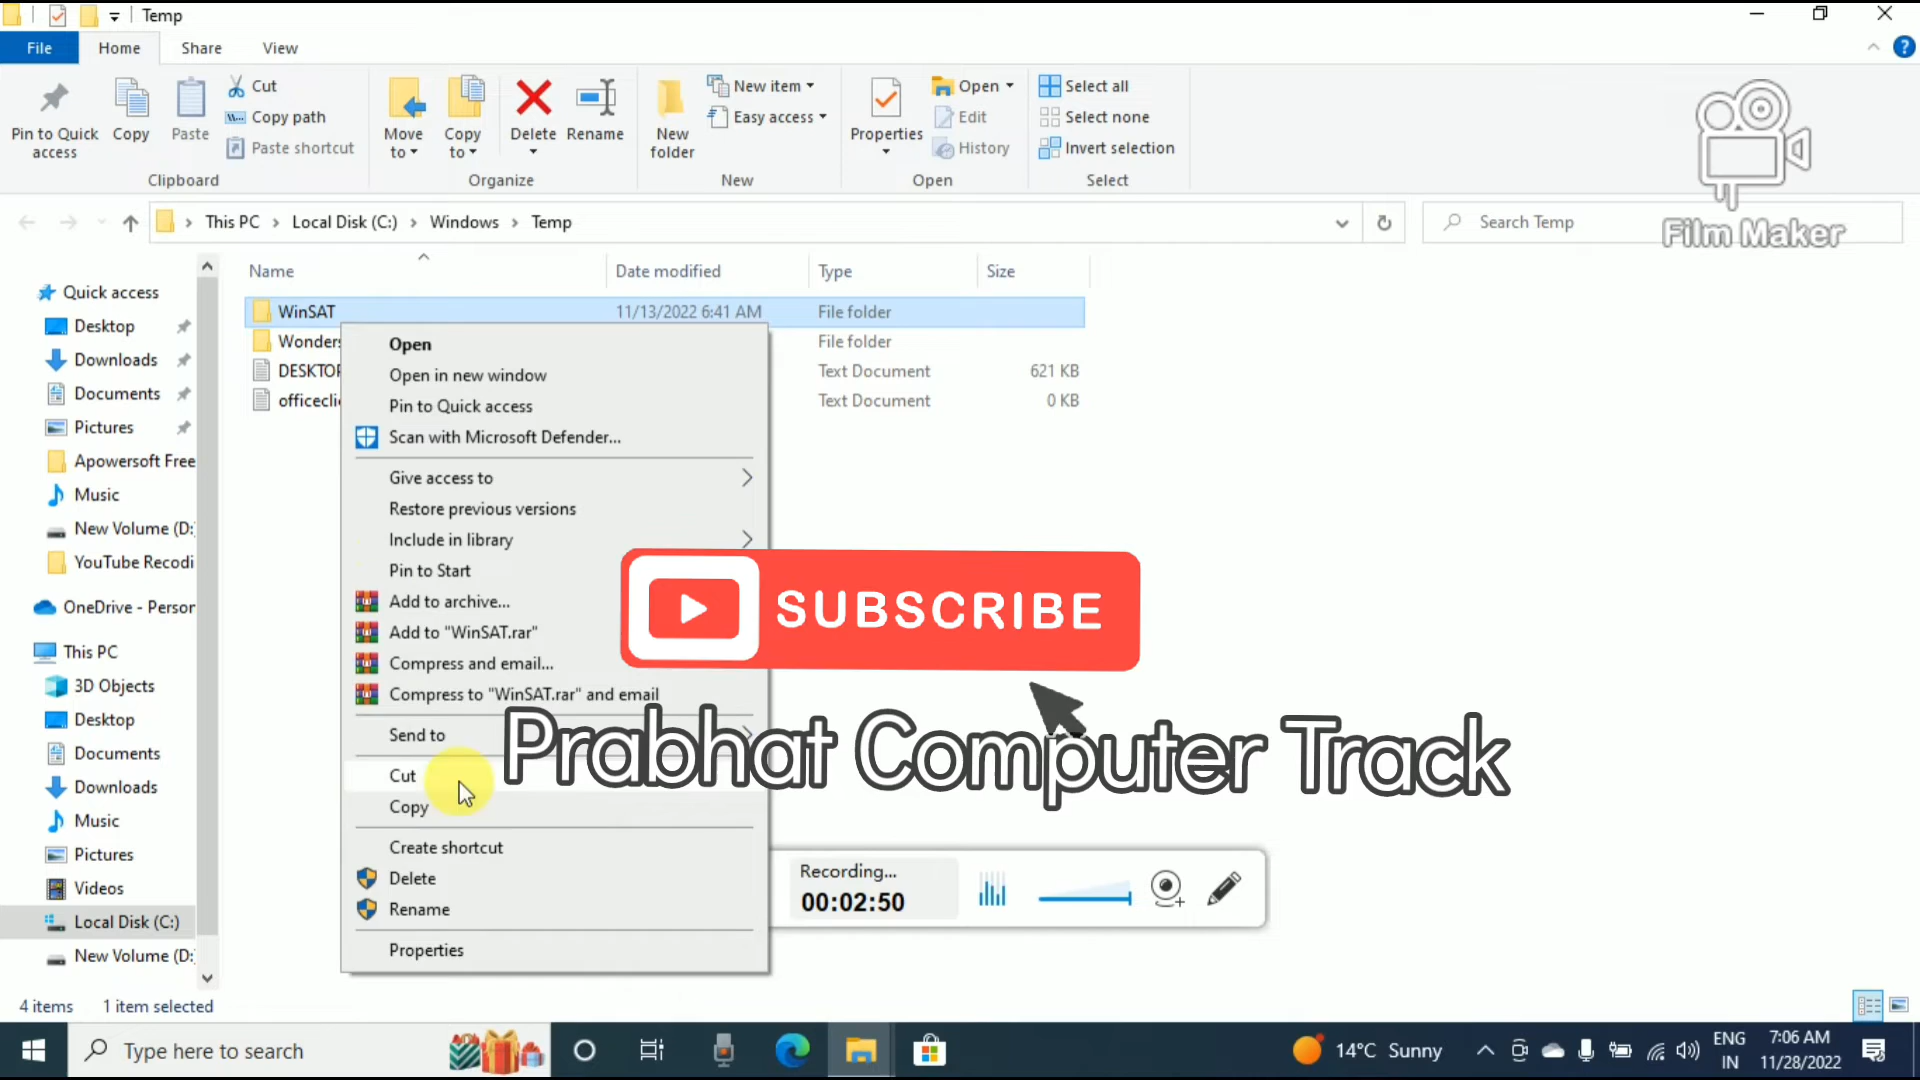 Temp
File
Home
Share
View
Pin to Quick access
Copy
Paste
Cut
Copy path
Paste shortcut
Clipboard
Move to
Copy to
Delete
Rename
Organize
New folder
New item
Easy access
New
Properties
Open
Edit
History
Open
Select all
Select none
Invert selection
Select
Film Maker
This PC > Local Disk (C:) > Windows > Temp
Search Temp
Name
Date modified
Type
Size
WinSAT 11/13/2022 6:41 AM File folder
Wonders File folder
DESKTOP Text Document 621 KB
officecli Text Document 0 KB
Quick access
Desktop
Downloads
Documents
Pictures
Apowersoft Free
Music
New Volume (D:
YouTube Recodi
OneDrive - Person
This PC
3D Objects
Desktop
Documents
Downloads
Music
Pictures
Videos
Local Disk (C:)
New Volume (D:
Open
Open in new window
Pin to Quick access
Scan with Microsoft Defender...
Give access to
Restore previous versions
Include in library
Pin to Start
Add to archive...
Add to "WinSAT.rar"
Compress and email...
Compress to "WinSAT.rar" and email
Send to
Cut
Copy
Create shortcut
Delete
Rename
Properties
SUBSCRIBE
Prabhat Computer Track
Recording...
00:02:50
4 items
1 item selected
Type here to search
14°C Sunny
ENG
IN
7:06 AM
11/28/2022